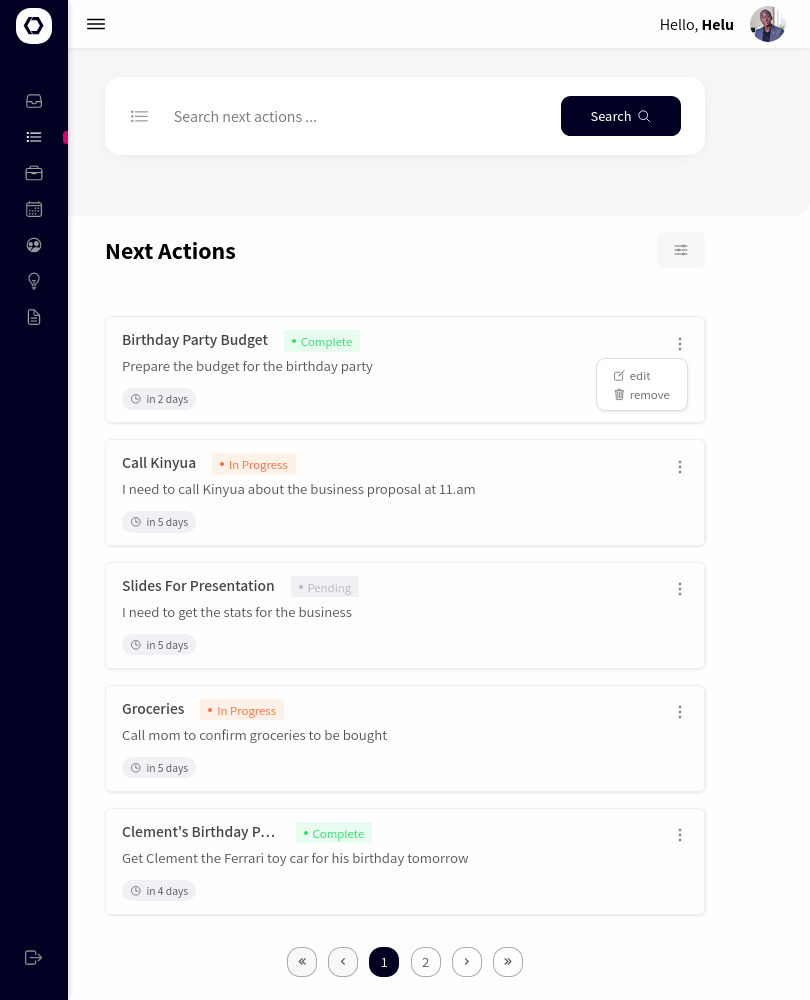 Hello, Helu
Search next actions ...
Search
Next Actions
Birthday Party Budget
Complete
Prepare the budget for the birthday party
in 2 days
edit
remove
Call Kinyua
In Progress
I need to call Kinyua about the business proposal at 11.am
in 5 days
Slides For Presentation
Pending
I need to get the stats for the business
in 5 days
Groceries
In Progress
Call mom to confirm groceries to be bought
in 5 days
Clement's Birthday P...
Complete
Get Clement the Ferrari toy car for his birthday tomorrow
in 4 days
« ‹ 1 2 › »